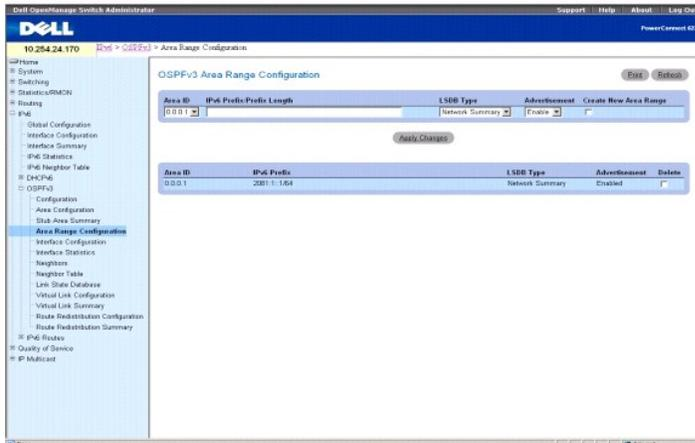 Dell OpenManage Switch Administrator Support Help About Log Out
DELL
PowerConnect 62
10.254.24.170 IPv6 > OSPFv3 > Area Range Configuration
Home
System
Switching
Statistics/RMON
Routing
IPv6
Global Configuration
Interface Configuration
Interface Summary
IPv6 Statistics
IPv6 Neighbor Table
DHCPv6
OSPFv3
Configuration
Area Configuration
Stub Area Summary
Area Range Configuration
Interface Configuration
Interface Statistics
Neighbors
Neighbor Table
Link State Database
Virtual Link Configuration
Virtual Link Summary
Route Redistribution Configuration
Route Redistribution Summary
IPv6 Routes
Quality of Service
IP Multicast
OSPFv3 Area Range Configuration Print Refresh
Area ID IPv6 Prefix/Prefix Length LSDB Type Advertisement Create New Area Range
0.0.0.1 Network Summary Enable
Apply Changes
Area ID IPv6 Prefix LSDB Type Advertisement Delete
0.0.0.1 2081:1::1/64 Network Summary Enabled